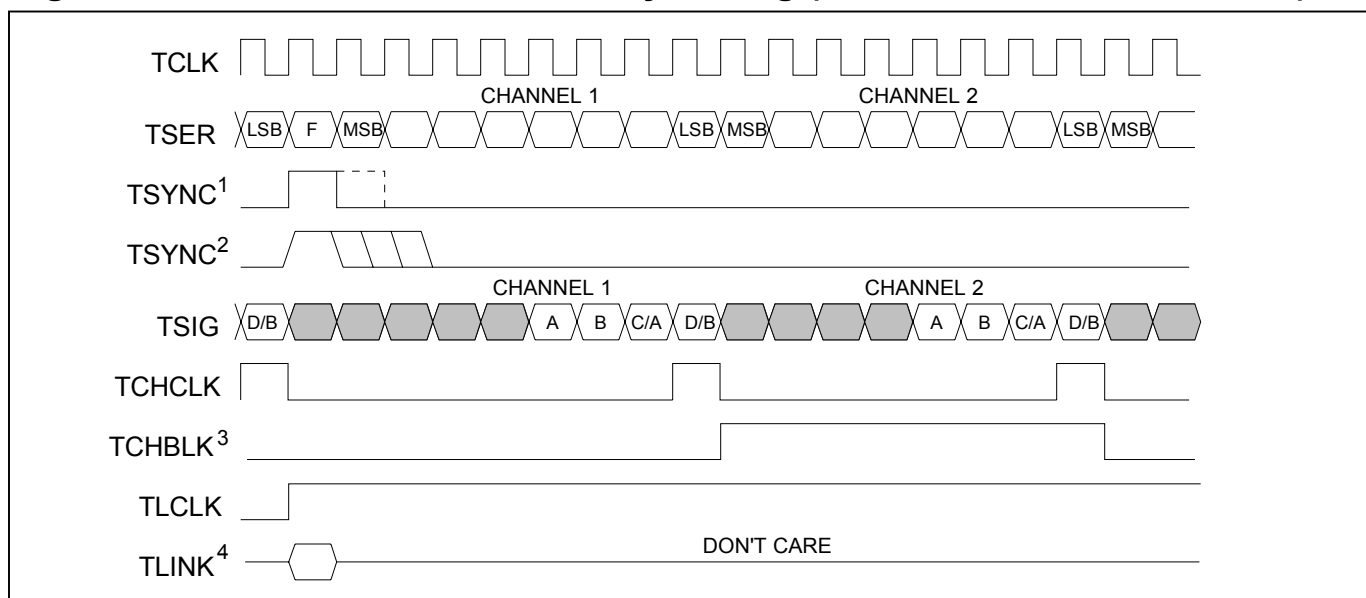 TCLK
CHANNEL 1 CHANNEL 2
TSER LSB F MSB LSB MSB LSB MSB
TSYNC1
TSYNC2
CHANNEL 1 CHANNEL 2
TSIG D/B A B C/A D/B A B C/A D/B
TCHCLK
TCHBLK3
TLCLK
DON'T CARE
TLINK4